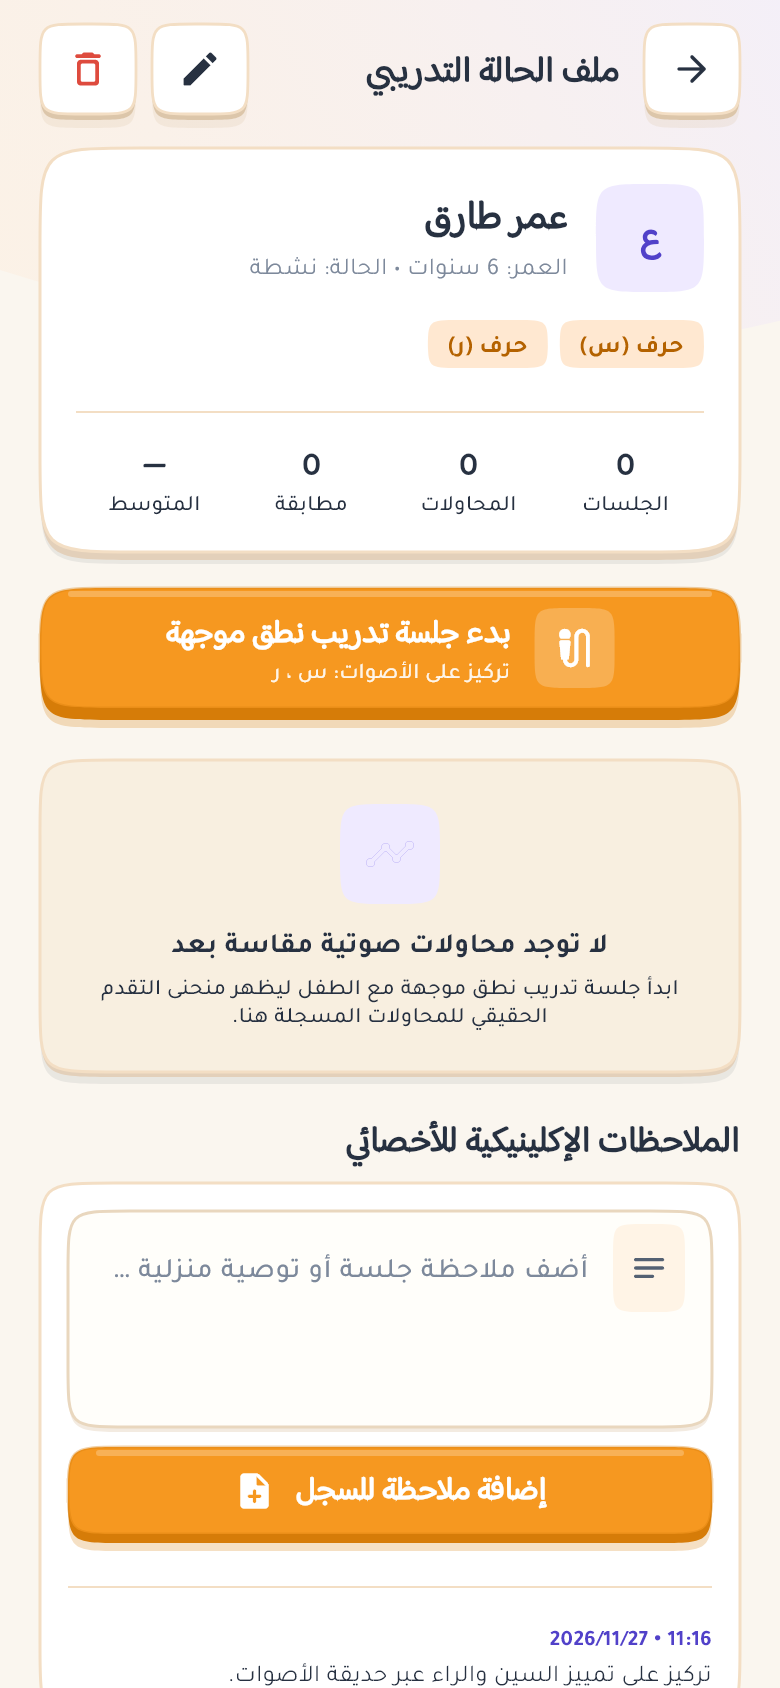 ملف الحالة التدريبي
ع
عمر طارق
العمر: 6 سنوات • الحالة: نشطة
حرف (س) حرف (ر)
0 0 0 —
الجلسات المحاولات مطابقة المتوسط
بدء جلسة تدريب نطق موجهة
تركيز على الأصوات: س ، ر
لا توجد محاولات صوتية مقاسة بعد
ابدأ جلسة تدريب نطق موجهة مع الطفل ليظهر منحنى التقدم
الحقيقي للمحاولات المسجلة هنا.
الملاحظات الإكلينيكية للأخصائي
أضف ملاحظة جلسة أو توصية منزلية ...
إضافة ملاحظة للسجل
2026/11/27 • 11:16
تركيز على تمييز السين والراء عبر حديقة الأصوات.